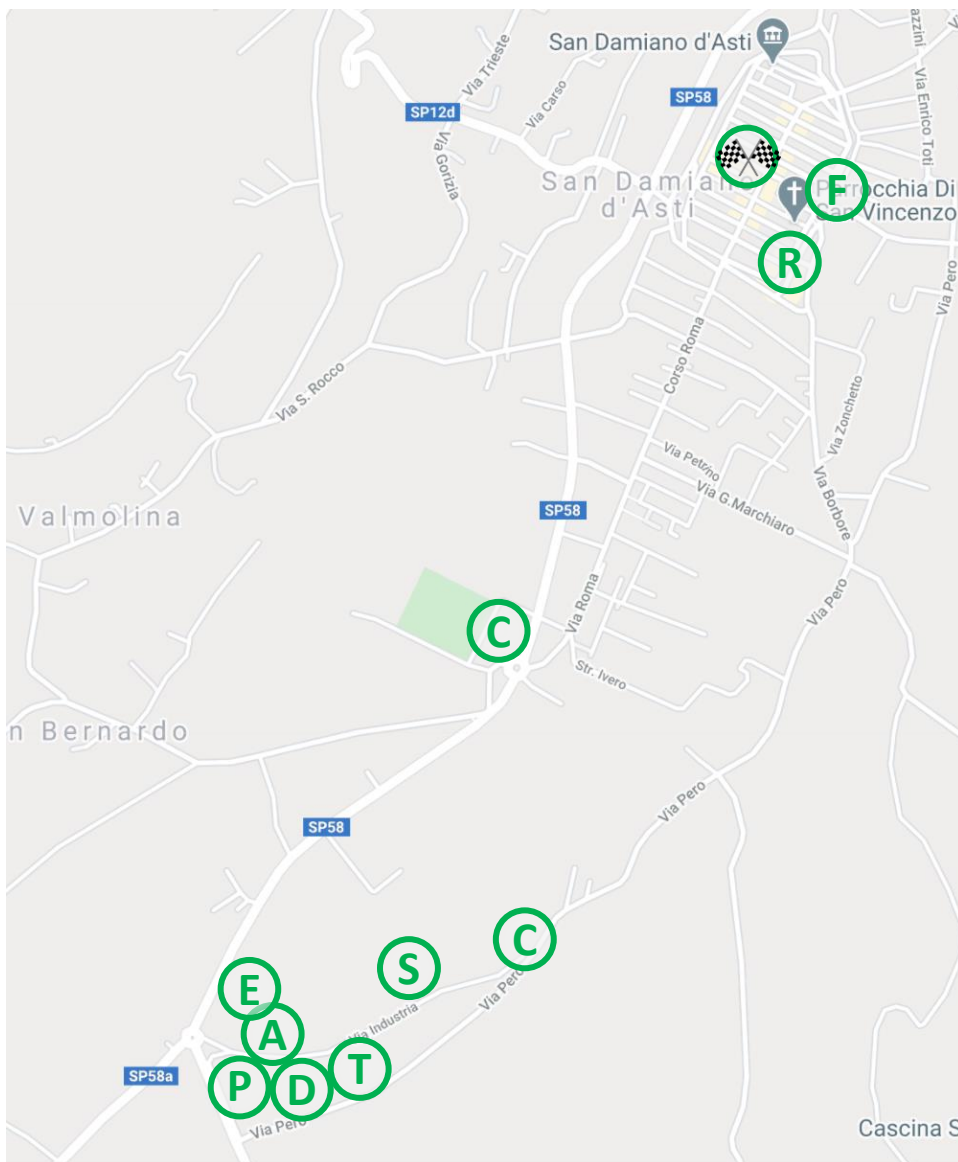 azzini
San Damiano d'Asti
Via Trieste
SP58
Via Enrico Toti
SP12d
Via Carso
Via Gorizia
San Damiano
d'Asti
F
Parrocchia Di
San Vincenzo
R
Via Pero
Corso Roma
Via S. Rocco
Via Zonchetto
Via Petrino
Via G.Marchiaro
Via Borbore
Valmolina
SP58
Via Roma
Via Pero
C
Str. Ivero
n Bernardo
Via Pero
SP58
C
S
Via Pero
E
Via Industria
A
SP58a
P
D
T
Via Pero
Cascina S